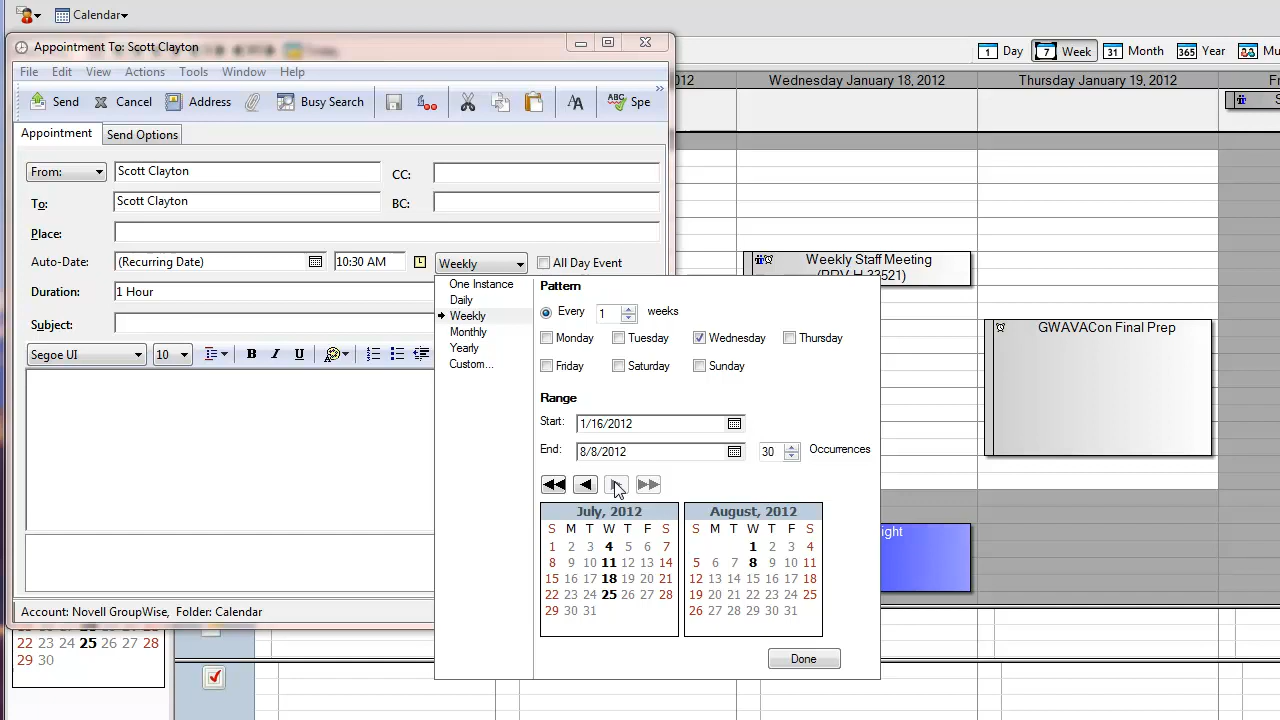 Calendar
Appointment To: Scott Clayton
File Edit View Actions Tools Window Help
Send Cancel Address Busy Search ABC Spe »
Appointment Send Options
From: Scott Clayton CC:
To: Scott Clayton BC:
Place:
Auto-Date: (Recurring Date) 10:30 AM Weekly All Day Event
Duration: 1 Hour
Subject:
Segoe UI 10 B I U
Account: Novell GroupWise, Folder: Calendar
One Instance
Daily
Weekly
Monthly
Yearly
Custom...
Pattern
Every 1 weeks
Monday Tuesday Wednesday Thursday
Friday Saturday Sunday
Range
Start: 1/16/2012
End: 8/8/2012 30 Occurrences
July, 2012
S M T W T F S
1 2 3 4 5 6 7
8 9 10 11 12 13 14
15 16 17 18 19 20 21
22 23 24 25 26 27 28
29 30 31
August, 2012
S M T W T F S
1 2 3 4
5 6 7 8 9 10 11
12 13 14 15 16 17 18
19 20 21 22 23 24 25
26 27 28 29 30 31
Done
1 Day 7 Week 31 Month 365 Year Mu
012 Wednesday January 18, 2012 Thursday January 19, 2012 F
S
Weekly Staff Meeting
GWAVACon Final Prep
ight
22 23 24 25 26 27 28
29 30